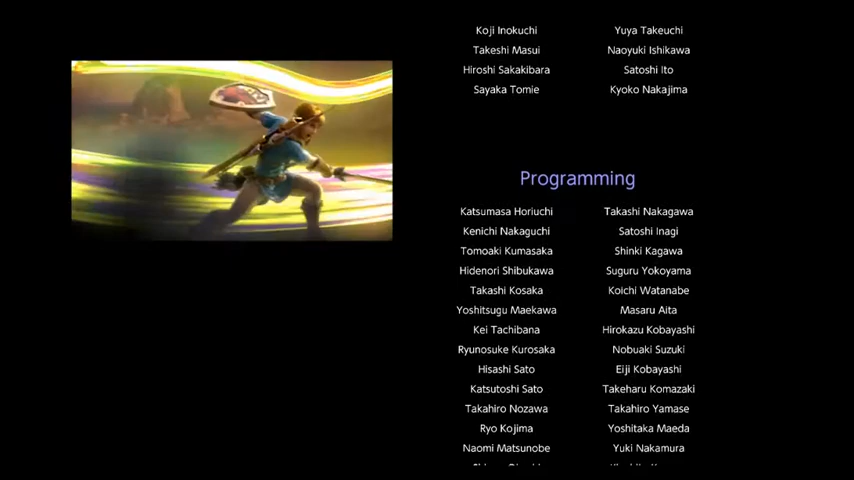 Koji Inokuchi Yuya Takeuchi
Takeshi Masui Naoyuki Ishikawa
Hiroshi Sakakibara Satoshi Ito
Sayaka Tomie Kyoko Nakajima
Programming
Katsumasa Horiuchi Takashi Nakagawa
Kenichi Nakaguchi Satoshi Inagi
Tomoaki Kumasaka Shinki Kagawa
Hidenori Shibukawa Suguru Yokoyama
Takashi Kosaka Koichi Watanabe
Yoshitsugu Maekawa Masaru Aita
Kei Tachibana Hirokazu Kobayashi
Ryunosuke Kurosaka Nobuaki Suzuki
Hisashi Sato Eiji Kobayashi
Katsutoshi Sato Takeharu Komazaki
Takahiro Nozawa Takahiro Yamase
Ryo Kojima Yoshitaka Maeda
Naomi Matsunobe Yuki Nakamura